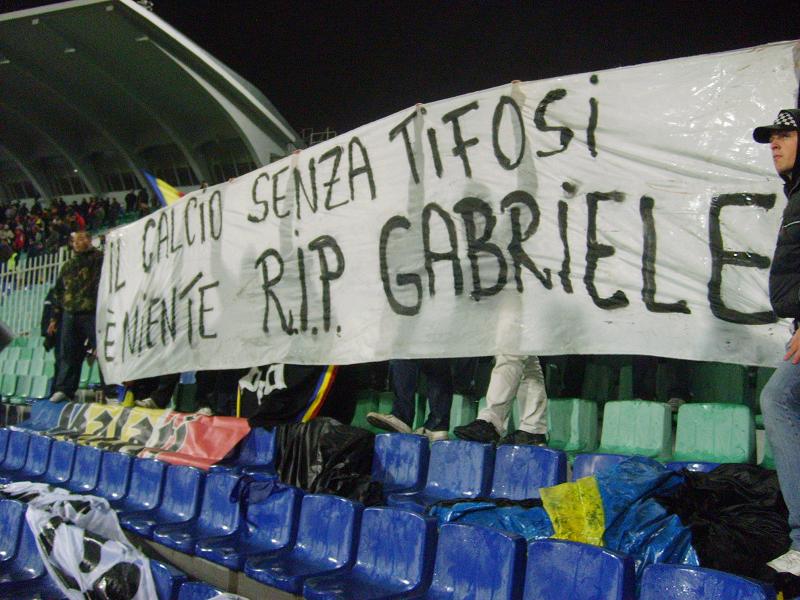 IL CALCIO SENZA TIFOSI
È NIENTE R.I.P. GABRIELE